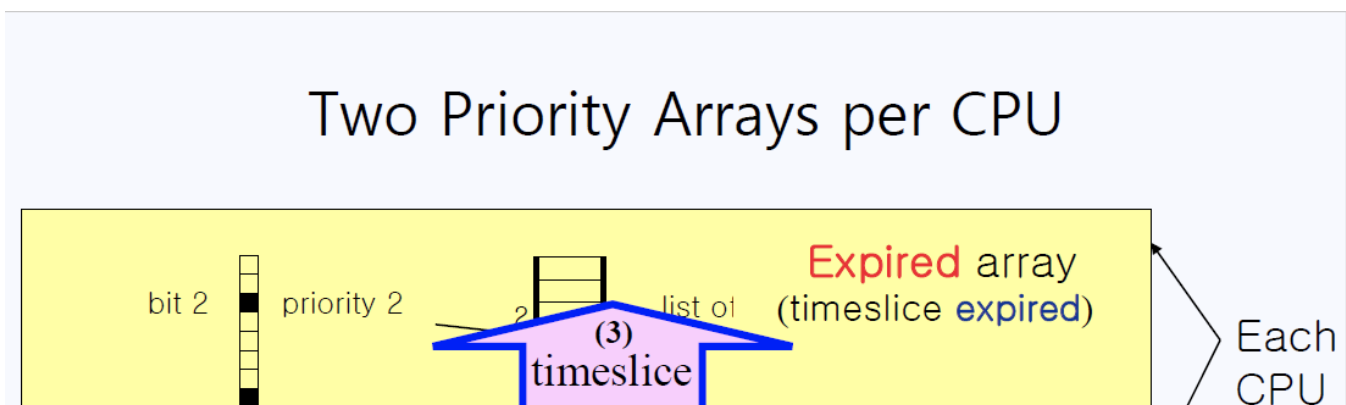 Two Priority Arrays per CPU
Expired array
bit 2 priority 2 2 list of (timeslice expired)
(3)
timeslice
Each
CPU